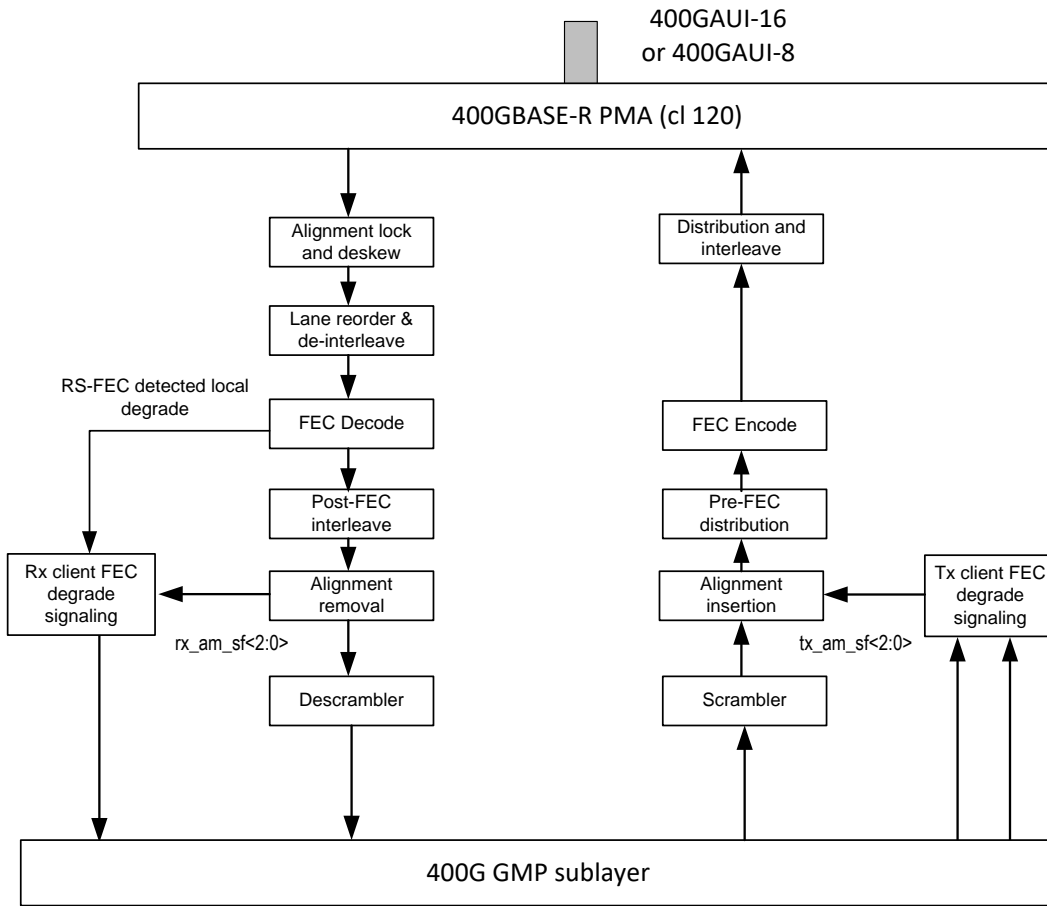 400GAUI-16
or 400GAUI-8
400GBASE-R PMA (cl 120)
Alignment lock
and deskew
Distribution and
interleave
Lane reorder &
de-interleave
RS-FEC detected local
degrade
FEC Decode
FEC Encode
Post-FEC
interleave
Pre-FEC
distribution
Rx client FEC
degrade
signaling
Alignment
removal
Alignment
insertion
Tx client FEC
degrade
signaling
rx_am_sf<2:0>
tx_am_sf<2:0>
Descrambler
Scrambler
400G GMP sublayer